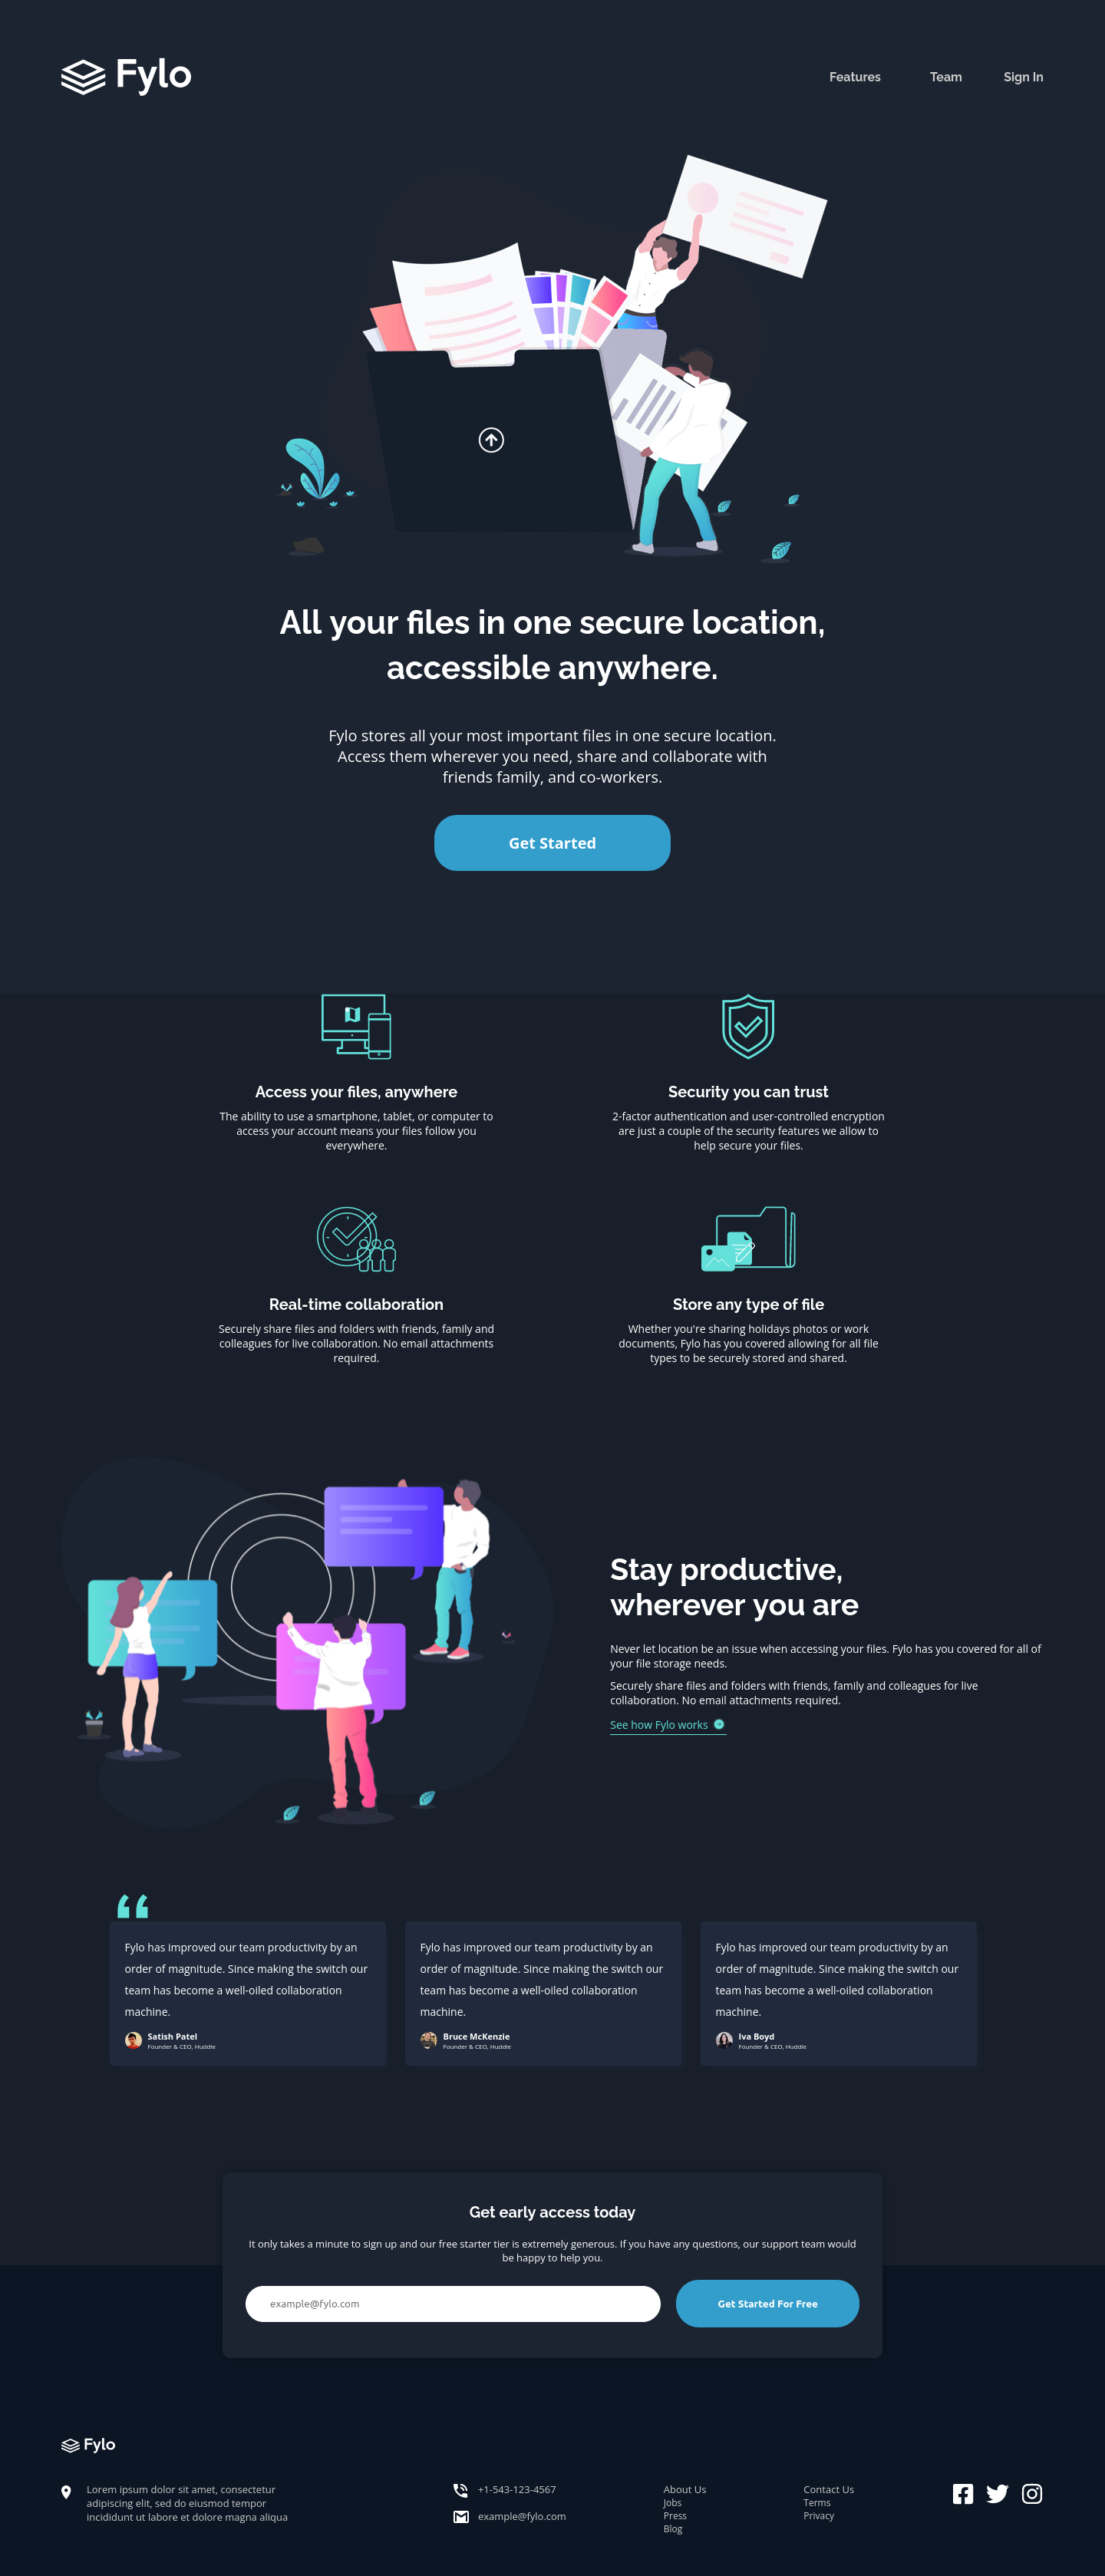 Fylo
Features
Team
Sign In
All your files in one secure location,
accessible anywhere.
Fylo stores all your most important files in one secure location.
Access them wherever you need, share and collaborate with
friends family, and co-workers.
Get Started
Access your files, anywhere
The ability to use a smartphone, tablet, or computer to
access your account means your files follow you
everywhere.
Security you can trust
2-factor authentication and user-controlled encryption
are just a couple of the security features we allow to
help secure your files.
Real-time collaboration
Securely share files and folders with friends, family and
colleagues for live collaboration. No email attachments
required.
Store any type of file
Whether you're sharing holidays photos or work
documents, Fylo has you covered allowing for all file
types to be securely stored and shared.
Stay productive,
wherever you are
Never let location be an issue when accessing your files. Fylo has you covered for all of
your file storage needs.
Securely share files and folders with friends, family and colleagues for live
collaboration. No email attachments required.
See how Fylo works
Fylo has improved our team productivity by an
order of magnitude. Since making the switch our
team has become a well-oiled collaboration
machine.
Satish Patel
Founder & CEO, Huddle
Fylo has improved our team productivity by an
order of magnitude. Since making the switch our
team has become a well-oiled collaboration
machine.
Bruce McKenzie
Founder & CEO, Huddle
Fylo has improved our team productivity by an
order of magnitude. Since making the switch our
team has become a well-oiled collaboration
machine.
Iva Boyd
Founder & CEO, Huddle
Get early access today
It only takes a minute to sign up and our free starter tier is extremely generous. If you have any questions, our support team would
be happy to help you.
example@fylo.com
Get Started For Free
Fylo
Lorem ipsum dolor sit amet, consectetur
adipiscing elit, sed do eiusmod tempor
incididunt ut labore et dolore magna aliqua
+1-543-123-4567
example@fylo.com
About Us
Jobs
Press
Blog
Contact Us
Terms
Privacy